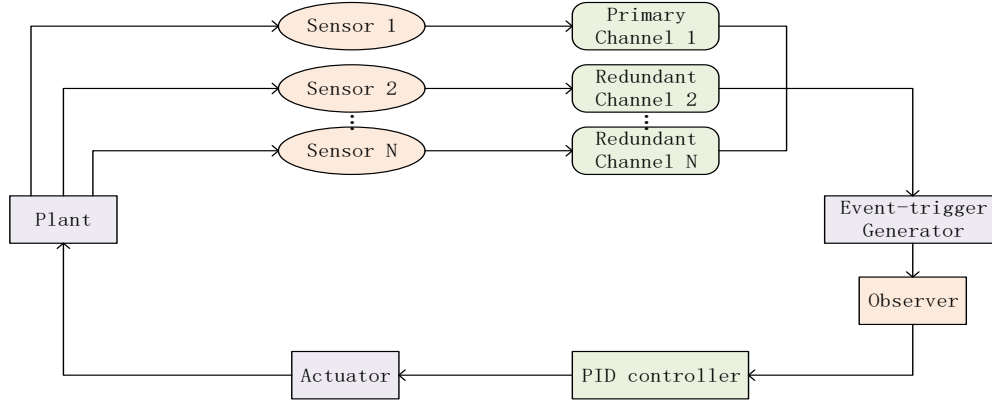 Sensor 1
Primary
Channel 1
Sensor 2
Redundant
Channel 2
Sensor N
Redundant
Channel N
Plant
Event-trigger
Generator
Observer
Actuator
PID controller